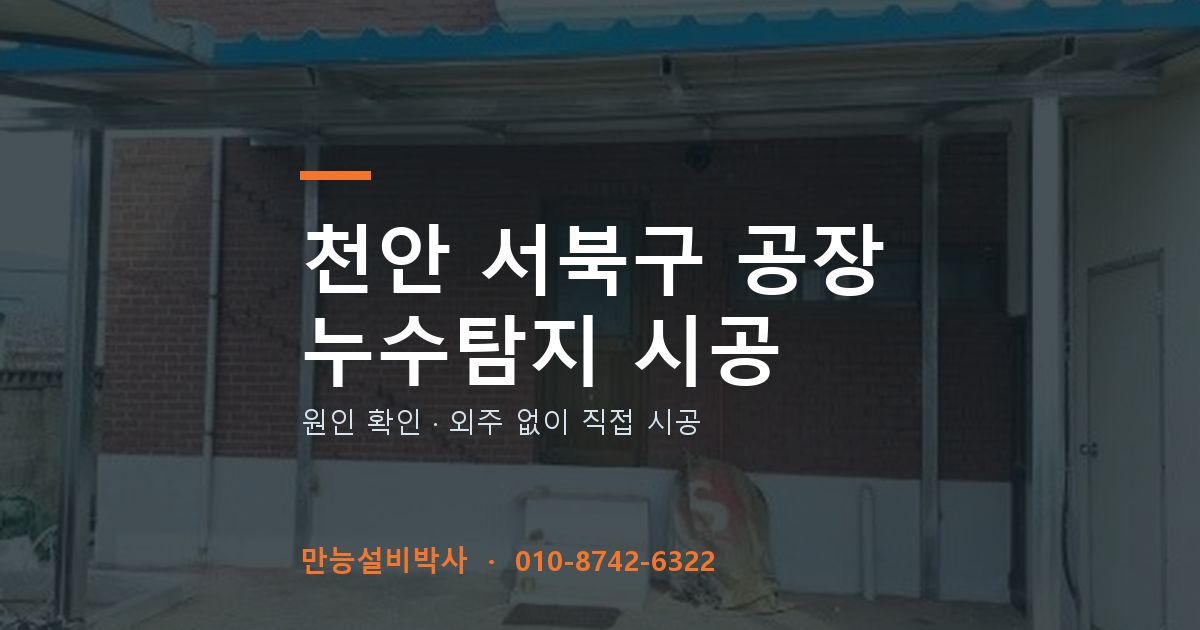 천안 서북구 공장
누수탐지 시공
원인 확인 · 외주 없이 직접 시공
S
만능설비박사 · 010-8742-6322